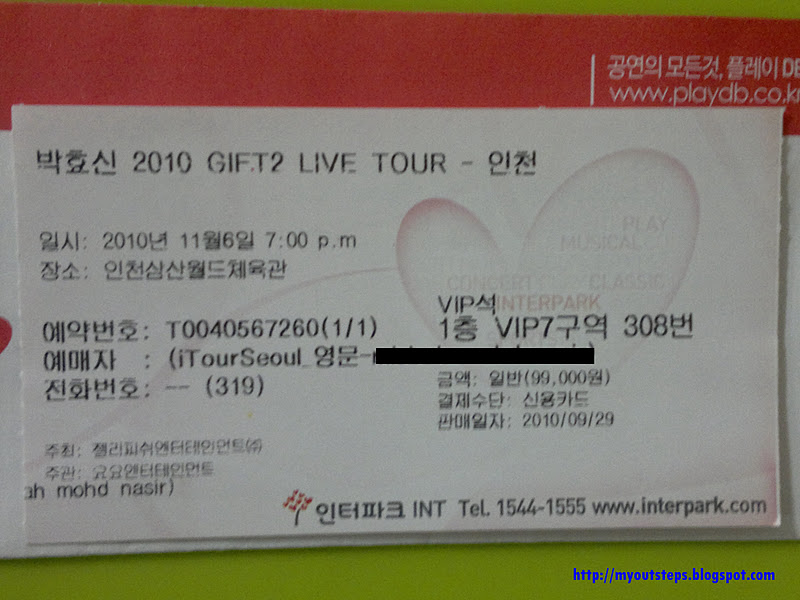 공연의 모든것, 플레이DB
www.playdb.co.kr
박효신 2010 GIFT2 LIVE TOUR - 인천
일시: 2010년 11월6일 7:00 p.m
장소: 인천삼산월드체육관
PLAY
MUSICAL
CONCERT CLASSIC
INTERPARK
VIP석
예약번호: T0040567260(1/1)
1층 VIP7구역 308번
예매자 : (iTourSeoul_영문-
전화번호: -- (319)
금액: 일반(99,000원)
결제수단: 신용카드
판매일자: 2010/09/29
주최: 젤리피쉬엔터테인먼트㈜
주관: 엔터테인먼트
ah mohd nasir)
인터파크 INT Tel. 1544-1555 www.interpark.com
http://myoutsteps.blogspot.com